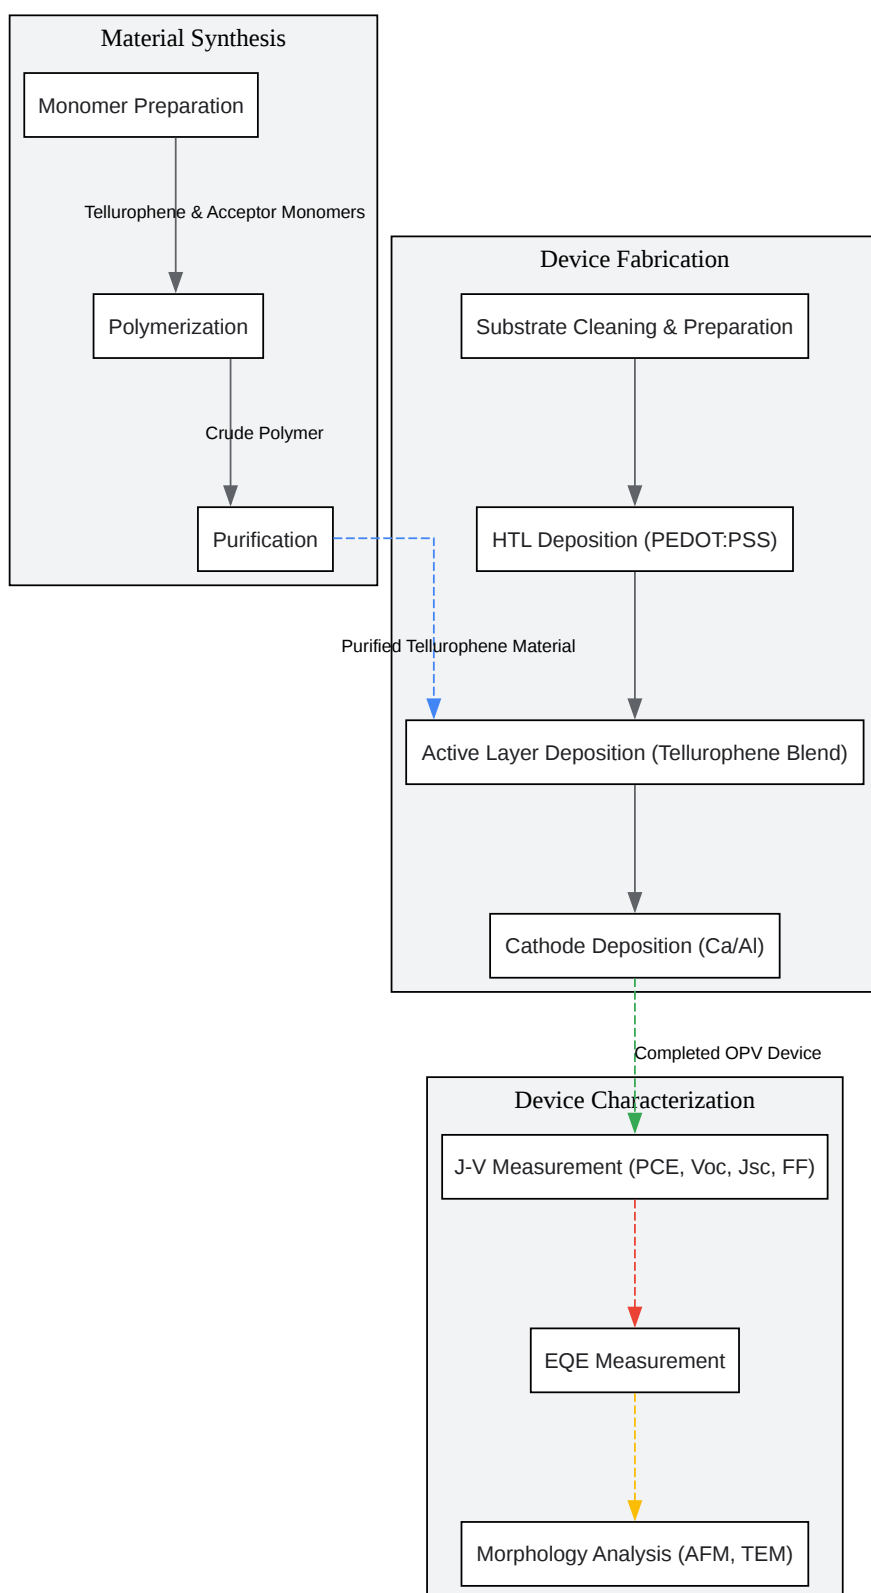 Material Synthesis
Monomer Preparation
Tellurophene & Acceptor Monomers
Polymerization
Crude Polymer
Purification
Device Fabrication
Substrate Cleaning & Preparation
HTL Deposition (PEDOT:PSS)
Purified Tellurophene Material
Active Layer Deposition (Tellurophene Blend)
Cathode Deposition (Ca/Al)
Completed OPV Device
Device Characterization
J-V Measurement (PCE, Voc, Jsc, FF)
EQE Measurement
Morphology Analysis (AFM, TEM)